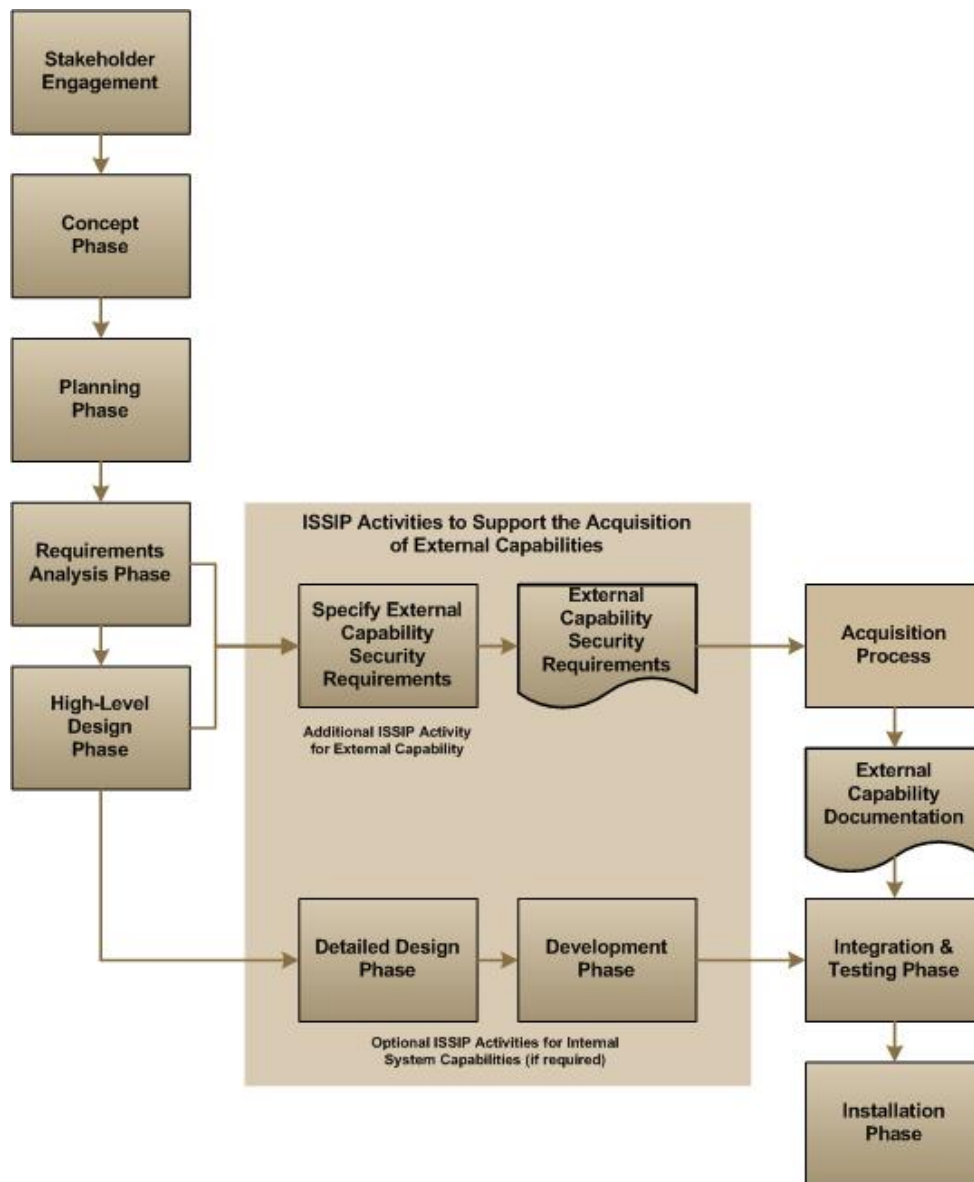 Stakeholder
Engagement
Concept
Phase
Planning
Phase
Requirements
Analysis Phase
High-Level
Design
Phase
ISSIP Activities to Support the Acquisition
of External Capabilities
Specify External
Capability
Security
Requirements
External
Capability
Security
Requirements
Additional ISSIP Activity
for External Capability
Acquisition
Process
External
Capability
Documentation
Detailed Design
Phase
Development
Phase
Optional ISSIP Activities for Internal
System Capabilities (if required)
Integration &
Testing Phase
Installation
Phase